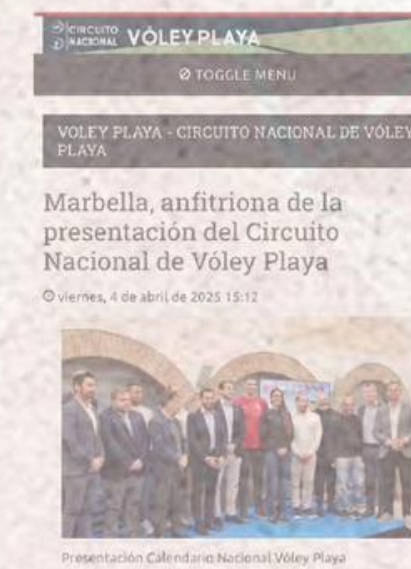 CIRCUITO
NACIONAL VÓLEY PLAYA
Ø TOGGLE MENU
VOLEY PLAYA - CIRCUITO NACIONAL DE VÓLEY
PLAYA
Marbella, anfitriona de la
presentación del Circuito
Nacional de Vóley Playa
viernes, 4 de abril de 2025 15:12
Presentación Calendario Nacional Vóley Playa